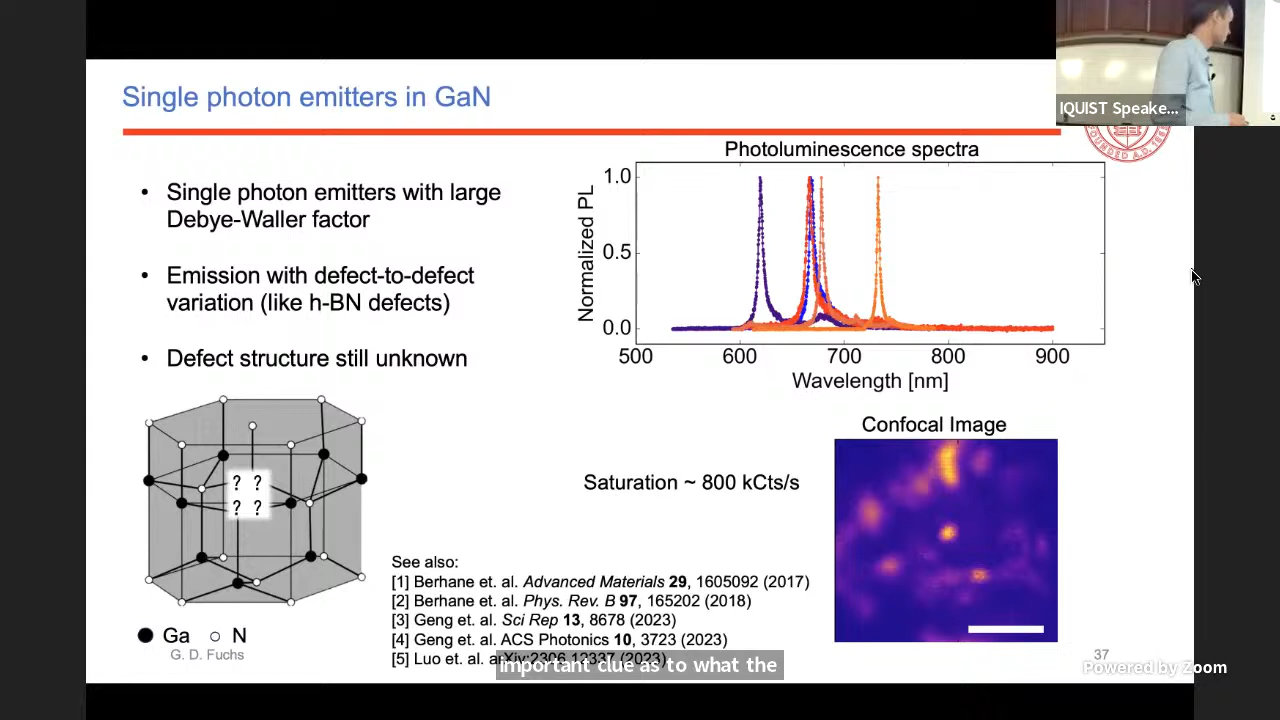 Single photon emitters in GaN
IQUIST Speake...
FOUNDED A.D. 186
• Single photon emitters with large
Debye-Waller factor
• Emission with defect-to-defect
variation (like h-BN defects)
• Defect structure still unknown
Photoluminescence spectra
Normalized PL
1.0
0.5
0.0
500 600 700 800 900
Wavelength [nm]
Confocal Image
Saturation ~ 800 kCts/s
? ?
? ?
Ga N
G. D. Fuchs
See also:
[1] Berhane et. al. Advanced Materials 29, 1605092 (2017)
[2] Berhane et. al. Phys. Rev. B 97, 165202 (2018)
[3] Geng et. al. Sci Rep 13, 8678 (2023)
[4] Geng et. al. ACS Photonics 10, 3723 (2023)
[5] Luo et. al. arXiv:2306.12337 (2023)
important clue as to what the
37
Powered by Zoom